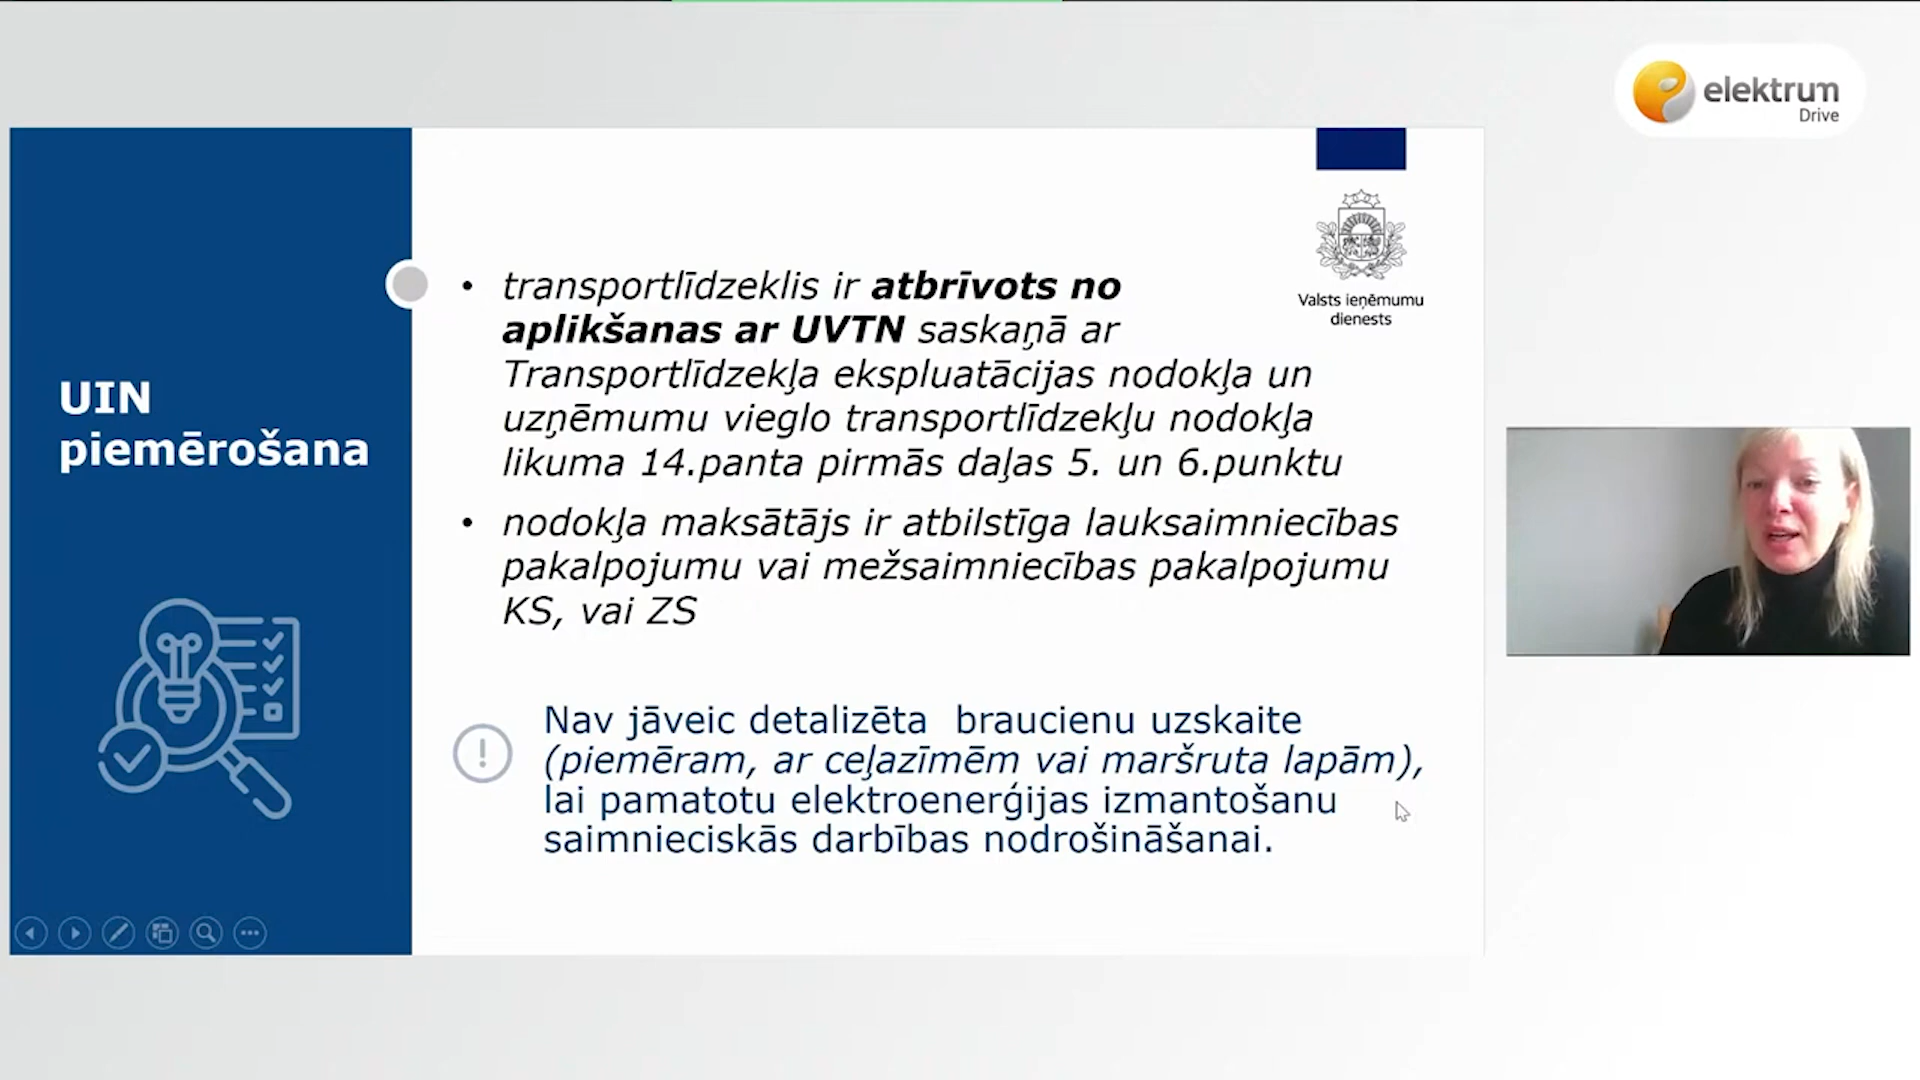 elektrum
Drive
Valsts ieņēmumu
dienests
UIN
piemērošana
• transportlīdzeklis ir atbrīvots no
aplikšanas ar UVTN saskaņā ar
Transportlīdzekļa ekspluatācijas nodokļa un
uzņēmumu vieglo transportlīdzekļu nodokļa
likuma 14.panta pirmās daļas 5. un 6.punktu
• nodokļa maksātājs ir atbilstīga lauksaimniecības
pakalpojumu vai mežsaimniecības pakalpojumu
KS, vai ZS
Nav jāveic detalizēta  braucienu uzskaite
(piemēram, ar ceļazīmēm vai maršruta lapām),
lai pamatotu elektroenerģijas izmantošanu
saimnieciskās darbības nodrošināšanai.